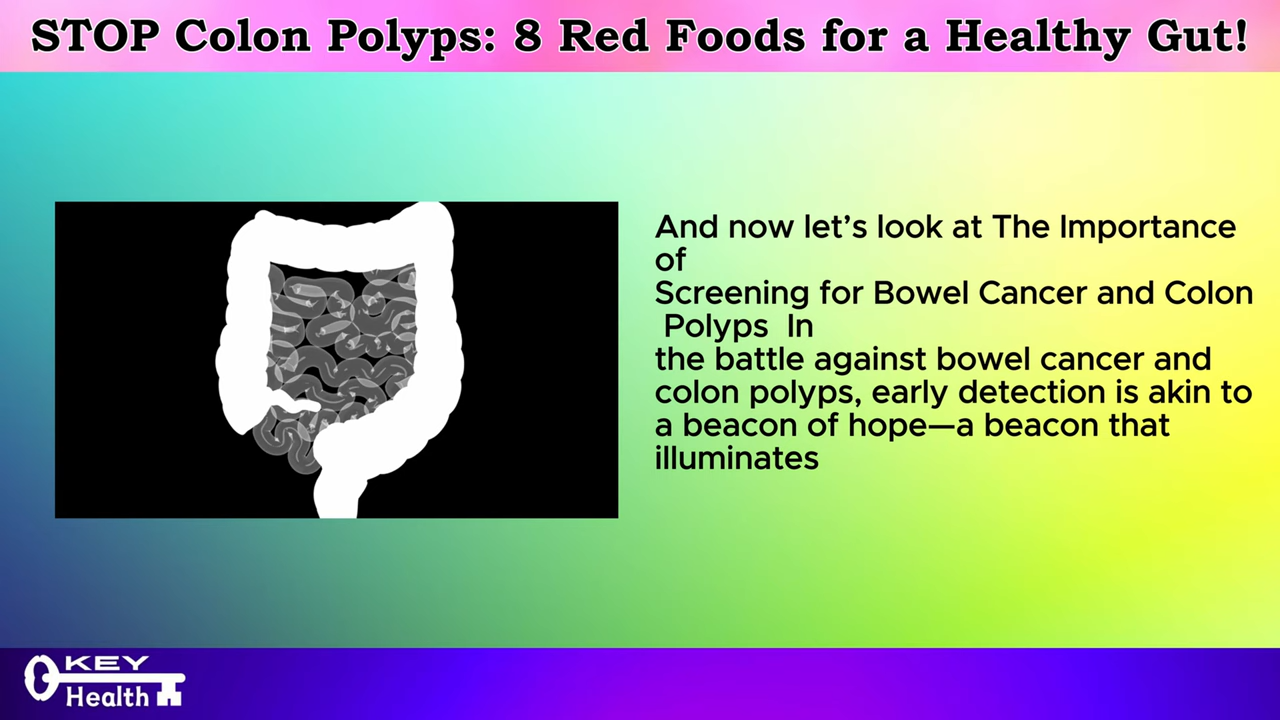 STOP Colon Polyps: 8 Red Foods for a Healthy Gut!
And now let’s look at The Importance
of
Screening for Bowel Cancer and Colon
Polyps In
the battle against bowel cancer and
colon polyps, early detection is akin to
a beacon of hope—a beacon that
illuminates
KEY
Health